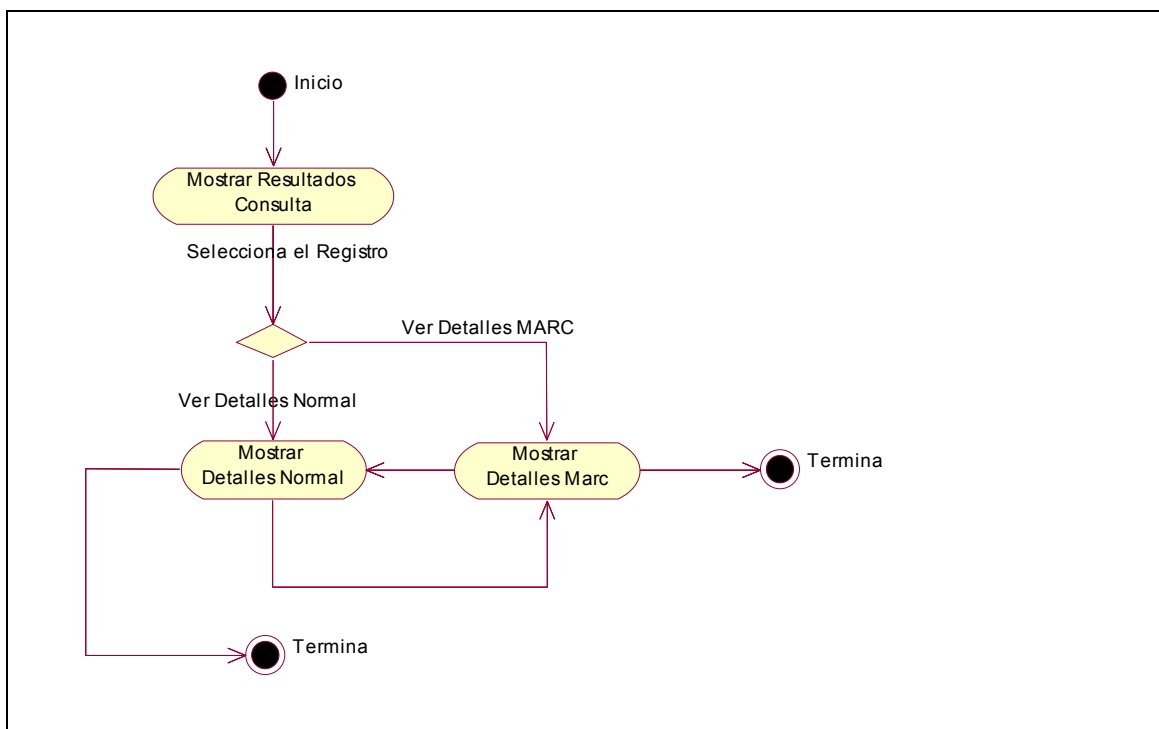 Inicio
Mostrar Resultados
Consulta
Selecciona el Registro
Ver Detalles MARC
Ver Detalles Normal
Mostrar
Detalles Normal
Mostrar
Detalles Marc
Termina
Termina